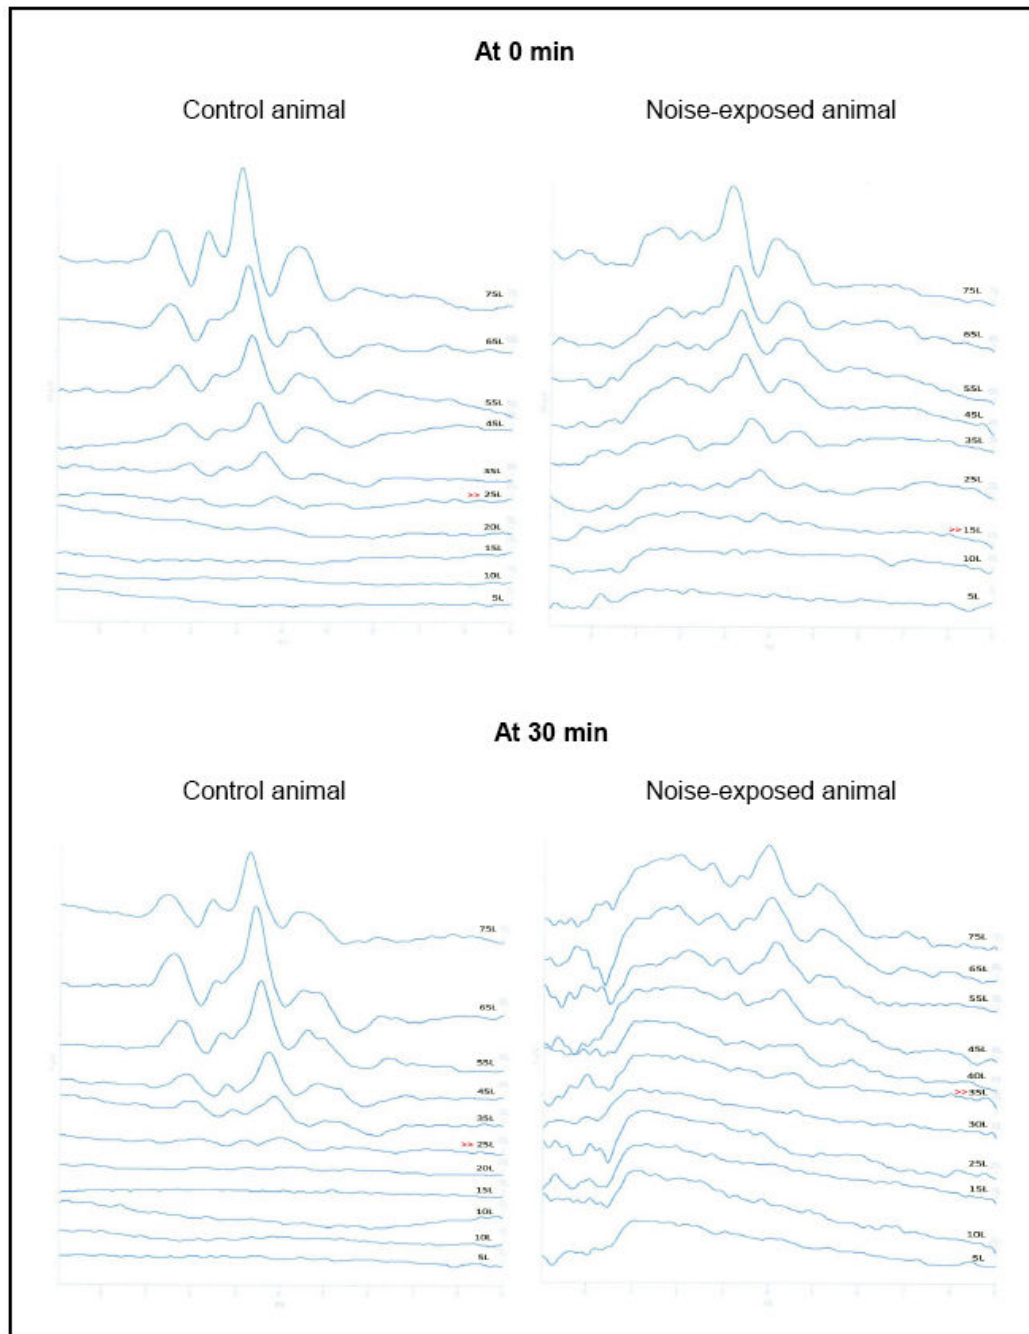 At 0 min
Control animal
Noise-exposed animal
75L
65L
55L
45L
35L
>> 25L
20L
15L
10L
5L
75L
65L
55L
45L
35L
25L
>> 15L
10L
5L
At 30 min
Control animal
Noise-exposed animal
75L
65L
55L
45L
35L
>> 25L
20L
15L
10L
10L
5L
75L
65L
55L
45L
40L
>> 35L
30L
25L
15L
10L
5L